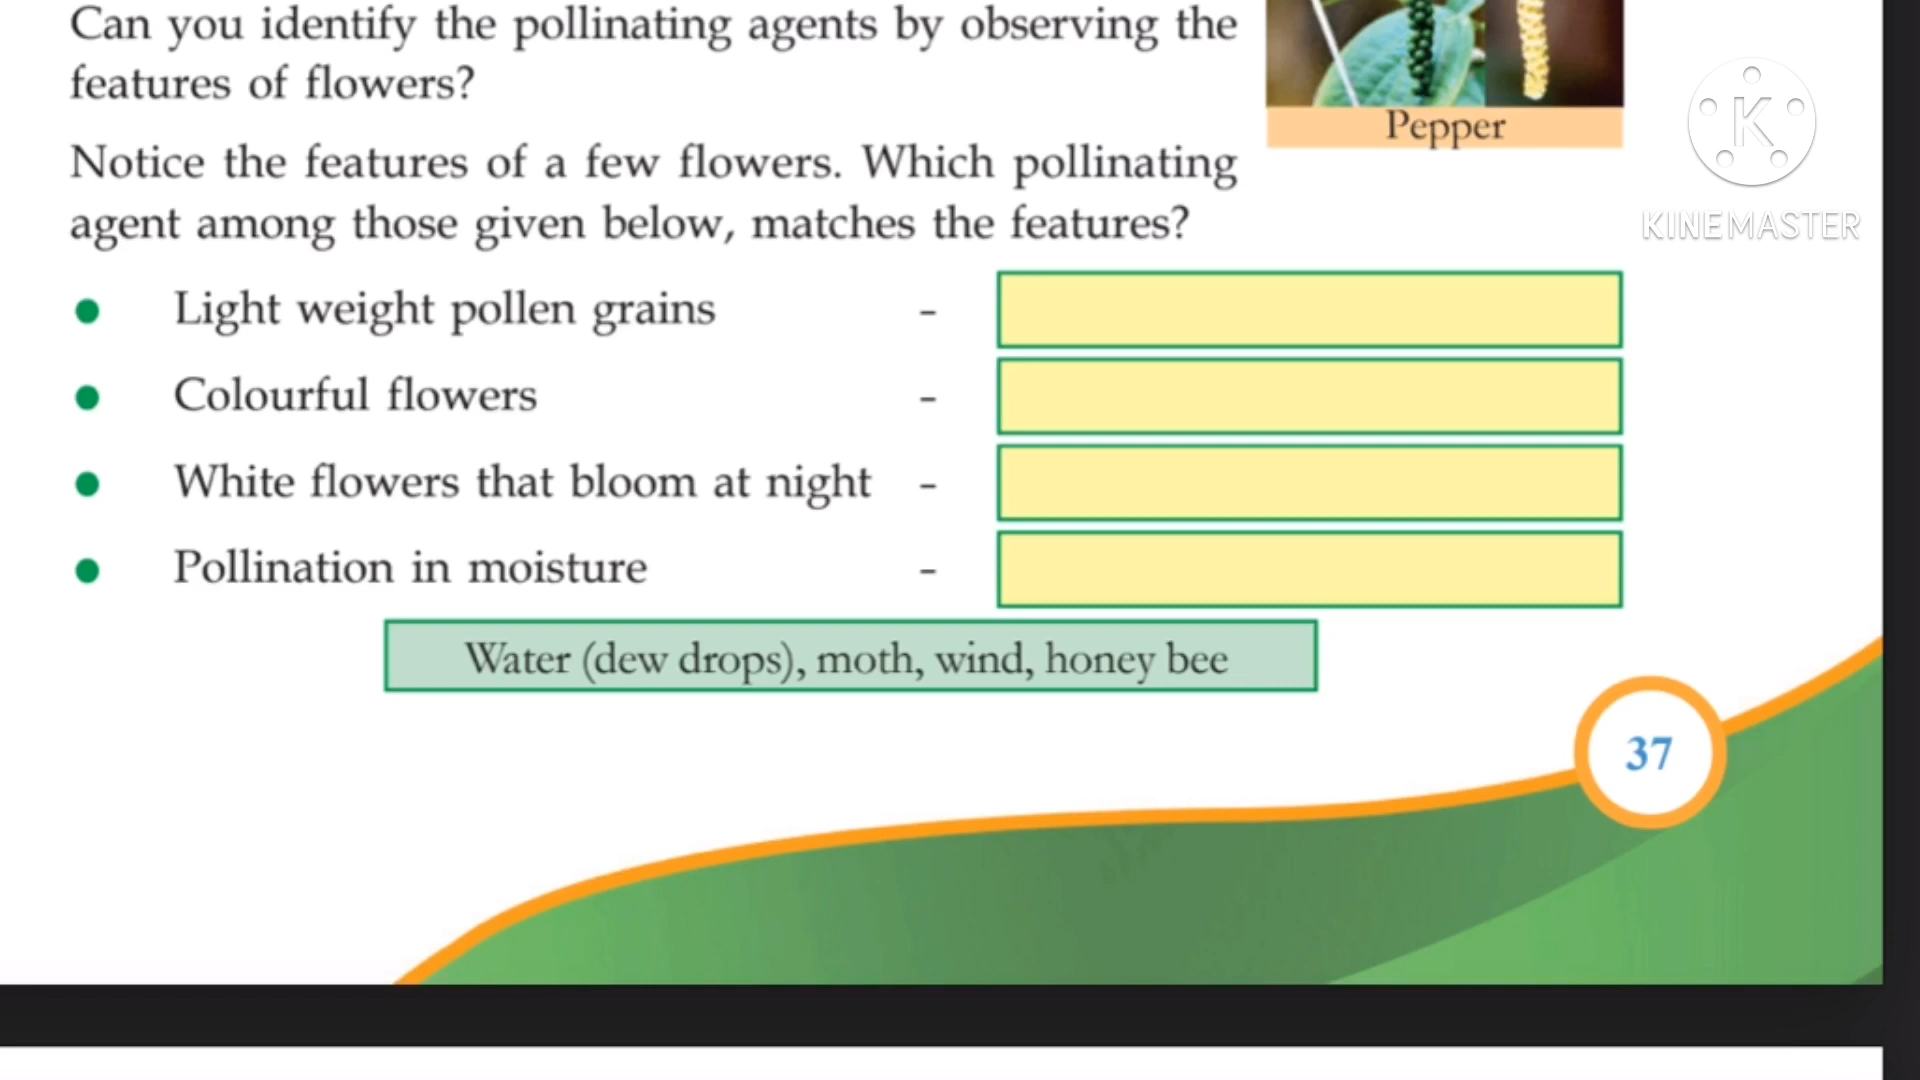 Can you identify the pollinating agents by observing the
features of flowers?
Pepper
Notice the features of a few flowers. Which pollinating
agent among those given below, matches the features?
● Light weight pollen grains -
● Colourful flowers -
● White flowers that bloom at night -
● Pollination in moisture -
Water (dew drops), moth, wind, honey bee
37
K
KINEMASTER